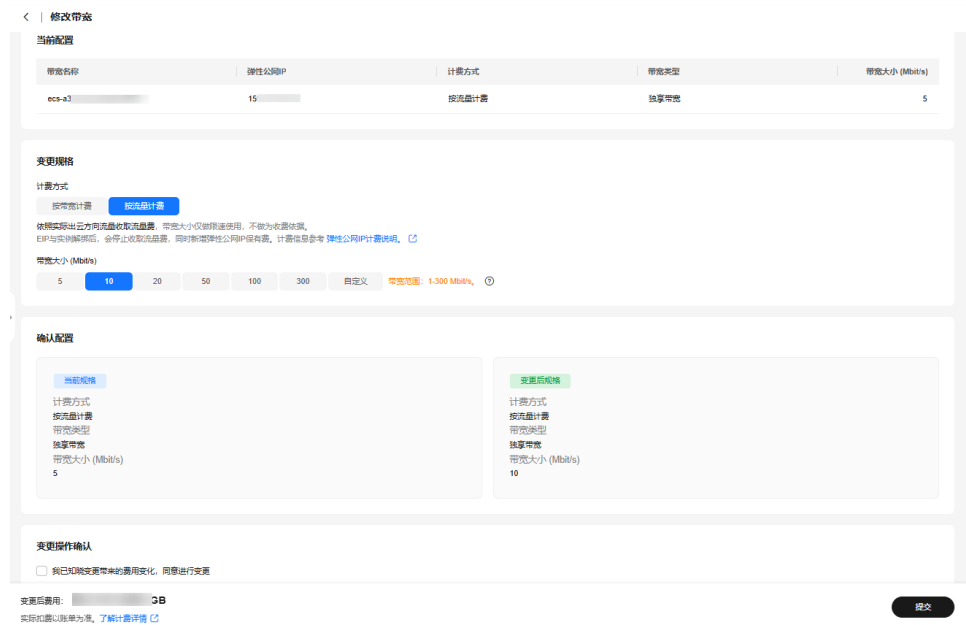 修改带宽
当前配置
带宽名称 弹性公网IP 计费方式 带宽类型 带宽大小 (Mbit/s)
ecs-a3 15 按流量计费 独享带宽 5
变更规格
计费方式
按带宽计费 按流量计费
依照实际出云方向流量收取流量费，带宽大小仅做限速使用，不做为收费依据。
EIP与实例解绑后，会停止收取流量费，同时新增弹性公网IP保有费。计费信息参考 弹性公网IP计费说明。
带宽大小 (Mbit/s)
5 10 20 50 100 300 自定义 带宽范围：1-300 Mbit/s。
确认配置
当前规格 变更后规格
计费方式 计费方式
按流量计费 按流量计费
带宽类型 带宽类型
独享带宽 独享带宽
带宽大小 (Mbit/s) 带宽大小 (Mbit/s)
5 10
变更操作确认
我已知晓变更带来的费用变化，同意进行变更
变更后费用： GB
实际扣费以账单为准。了解计费详情
提交